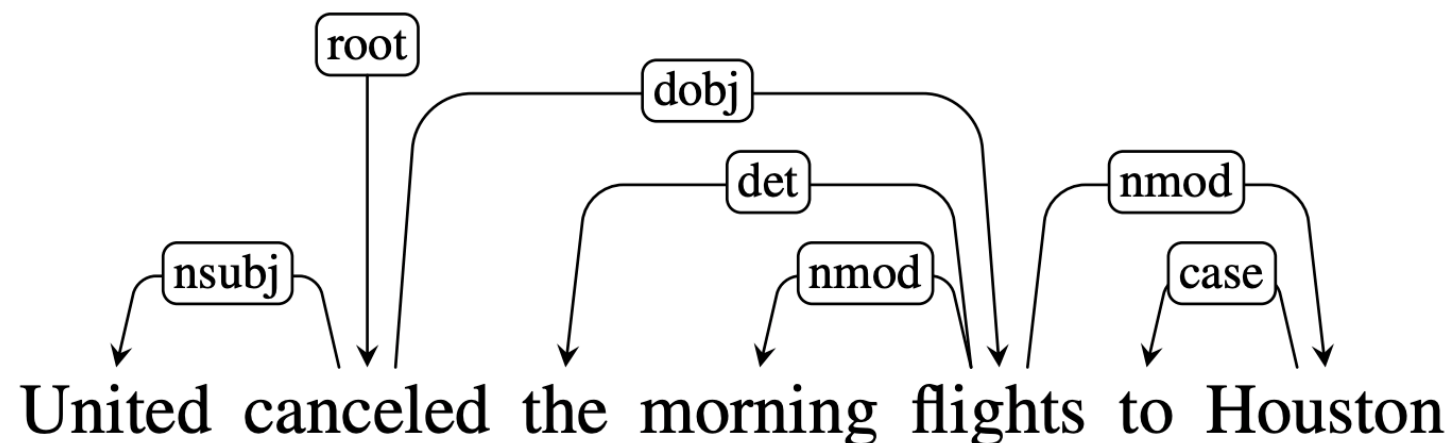 root
dobj
det
nmod
nsubj
nmod
case
United canceled the morning flights to Houston